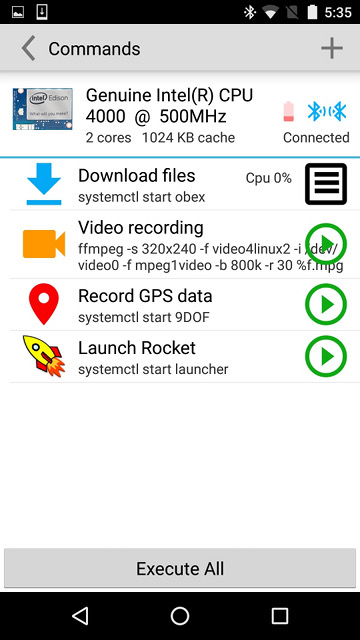 5:35
Commands
intel Edison
What will you make?
Genuine Intel(R) CPU
4000 @ 500MHz
2 cores 1024 KB cache
Connected
Download files
Cpu 0%
systemctl start obex
Video recording
ffmpeg -s 320x240 -f video4linux2 -i /dev/
video0 -f mpeg1video -b 800k -r 30 %f.mpg
Record GPS data
systemctl start 9DOF
Launch Rocket
systemctl start launcher
Execute All